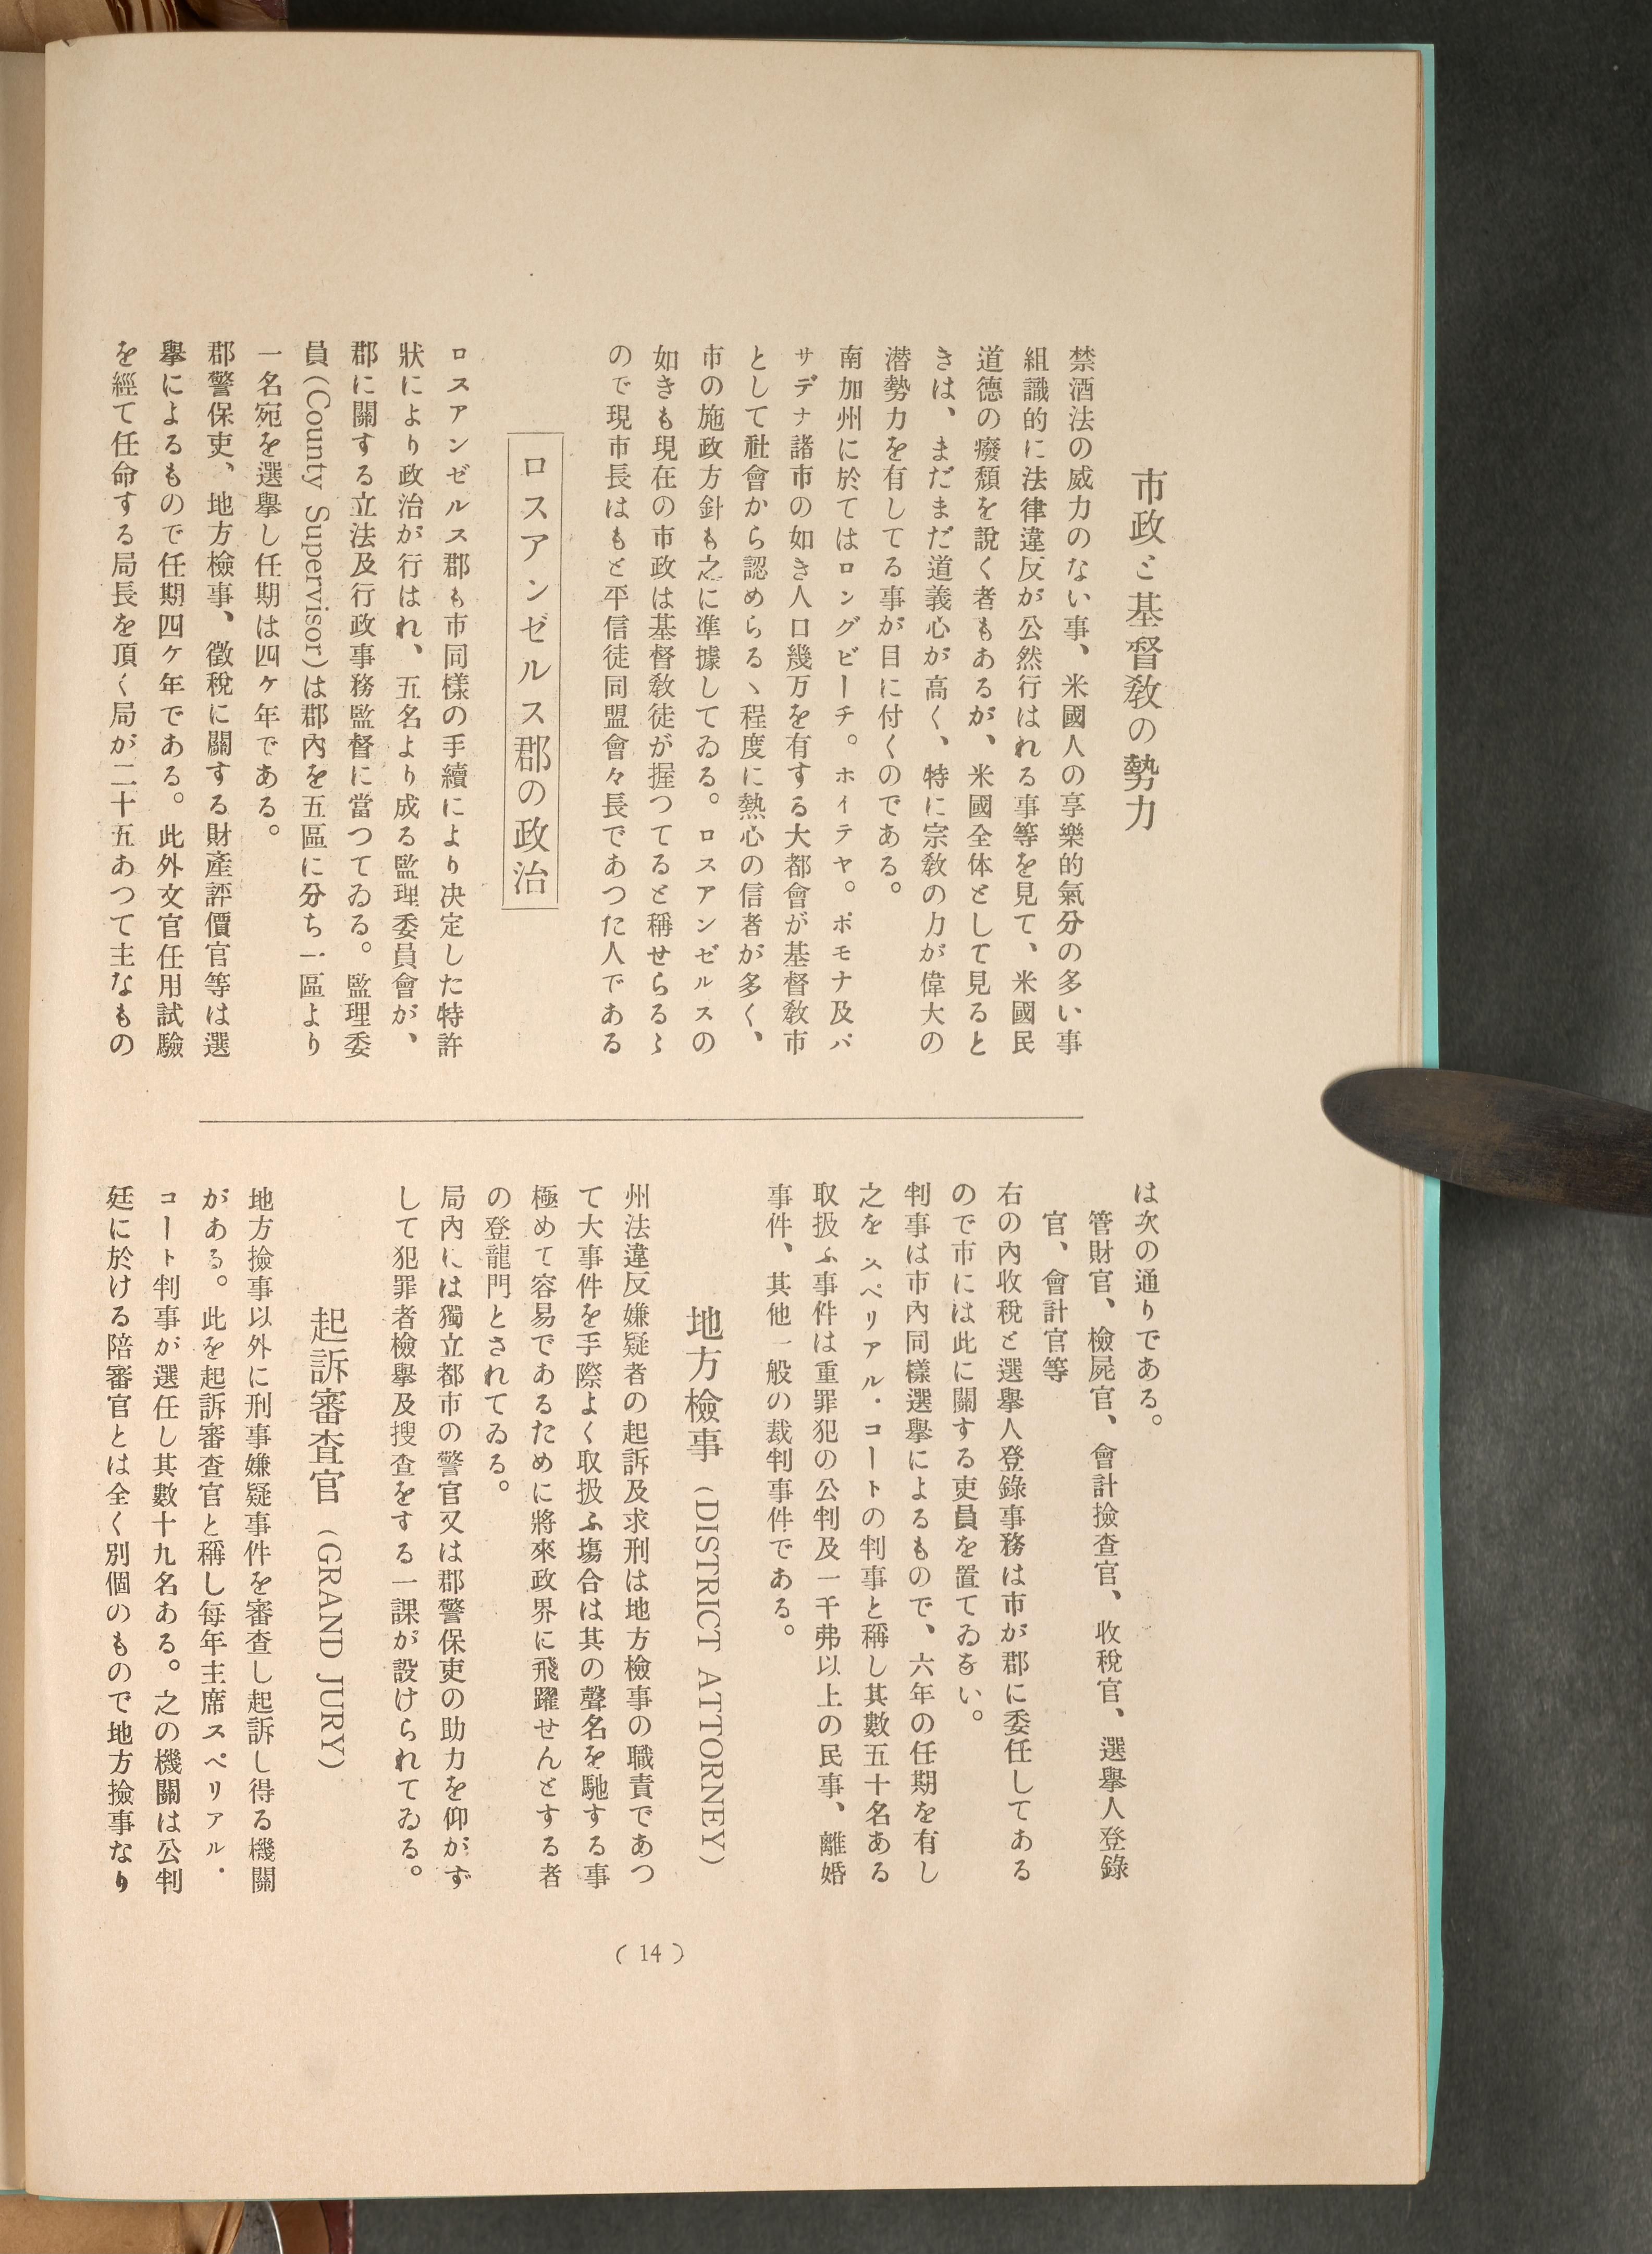 市政と基督敎の勢力
禁酒法の威力のない事、米國人の享樂的氣分の多い事
組識的に法律違反が公然行はれる事等を見て、米國民
道德の廢頽を說く者もあるが、米國全体として見ると
きは、まだまだ道義心が高く、特に宗敎の力が偉大の
潜勢力を有してる事が目に付くのである。
南加州に於てはロングビーチ。ホイテヤ。ポモナ及パ
サデナ諸市の如き人口幾万を有する大都會が基督敎市
として社會から認めらるゝ程度に熱心の信者が多く、
市の施政方針も之に準據してゐる。ロスアンゼルスの
如きも現在の市政は基督敎徒が握つてると稱せらるゝ
ので現市長はもと平信徒同盟會々長であつた人である
ロスアンゼルス郡の政治
ロスアンゼルス郡も市同樣の手續により决定した特許
狀により政治が行はれ、五名より成る監理委員會が、
郡に關する立法及行政事務監督に當つてゐる。監理委
員(County Supervisor)は郡內を五區に分ち一區より
一名宛を選擧し任期は四ケ年である。
郡警保吏、地方檢事、徵稅に關する財產評價官等は選
擧によるもので任期四ケ年である。此外文官任用試驗
を經て任命する局長を頂く局が二十五あつて主なもの
は次の通りである。
管財官、檢屍官、會計撿査官、收稅官、選擧人登錄
官、會計官等
右の內收稅と選擧人登錄事務は市が郡に委任してある
ので市には此に關する吏員を置てゐない。
判事は市內同樣選擧によるもので、六年の任期を有し
之をスペリアル・コートの判事と稱し其數五十名ある
取扱ふ事件は重罪犯の公判及一千弗以上の民事、離婚
事件、其他一般の裁判事件である。
地方檢事 (DISTRICT ATTORNEY)
州法違反嫌疑者の起訴及求刑は地方檢事の職責であつ
て大事件を手際よく取扱ふ塲合は其の聲名を馳する事
極めて容易であるために將來政界に飛躍せんとする者
の登龍門とされてゐる。
局內には獨立都市の警官又は郡警保吏の助力を仰がず
して犯罪者檢擧及搜查をする一課が設けられてゐる。
起訴審査官 (GRAND JURY)
地方撿事以外に刑事嫌疑事件を審査し起訴し得る機關
がある。此を起訴審査官と稱し每年主席スペリアル・
コート判事が選任し其數十九名ある。之の機關は公判
廷に於ける陪審官とは全く別個のもので地方撿事なり
(14)